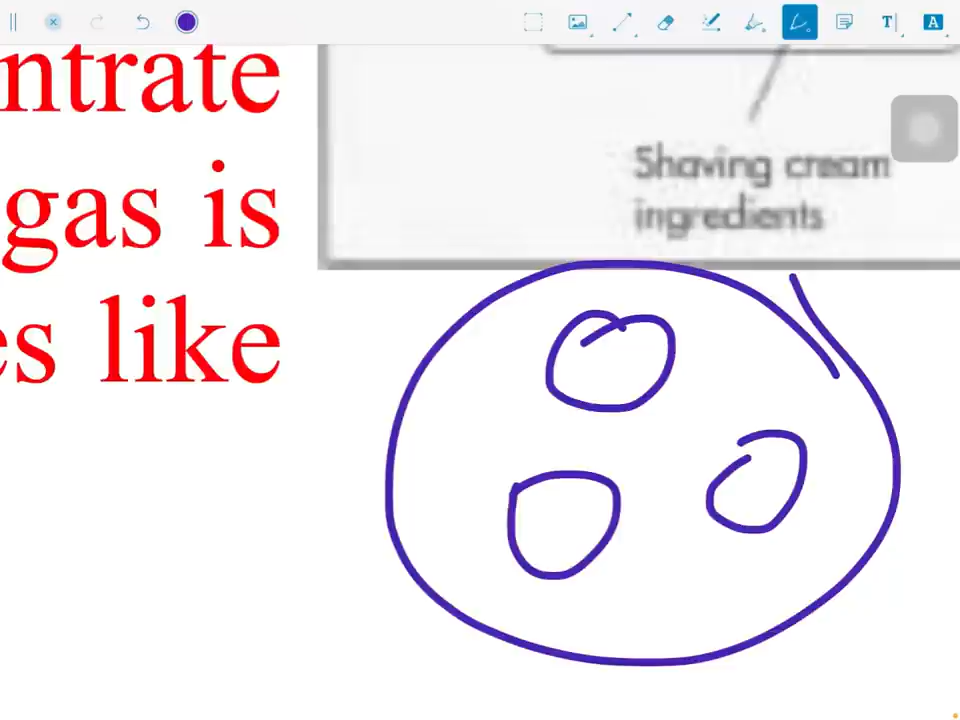 ntrate
gas is
es like
Shaving cream
ingredients